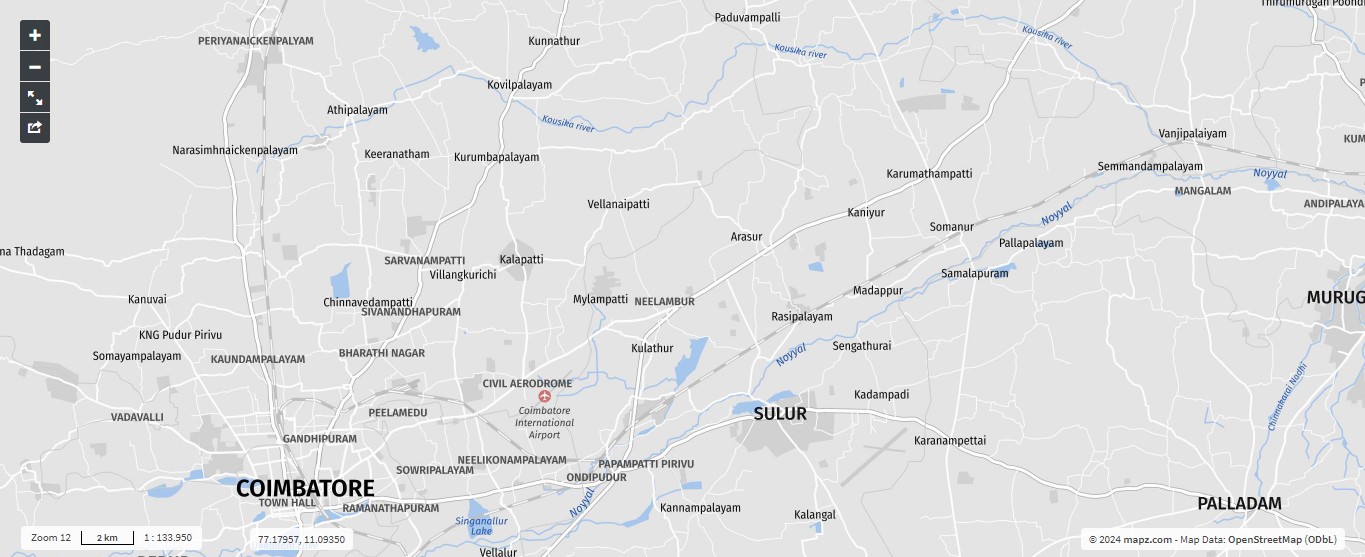 Thirumurugan Poondi
Paduvampalli
PERIYANAICKENPALYAM
Kunnathur
Kousika river
Kousika river
Kovilpalayam
Athipalayam
Kousika river
Vanjipalaiyam
KUM
Narasimhnaickenpalayam
Keeranatham
Kurumbapalayam
Semmandampalayam
Karumathampatti
Noyyal
MANGALAM
Vellanaipatti
ANDIPALAYA
Kaniyur
Noyyal
Somanur
Arasur
Pallapalayam
ma Thadagam
SARVANAMPATTI
Kalapatti
Villangkurichi
Samalapuram
Madappur
Kanuvai
Chinnavedampatti
Mylampatti
NEELAMBUR
MURUG
SIVANANDHAPURAM
Rasipalayam
KNG Pudur Pirivu
Sengathurai
Kulathur
Noyyal
Somayampalayam
KAUNDAMPALAYAM
BHARATHI NAGAR
CIVIL AERODROME
Kadampadi
Chinnaharai Nadhi
Coimbatore
International
Airport
PEELAMEDU
SULUR
VADAVALLI
GANDHIPURAM
Karanampettai
NEELIKONAMPALAYAM
PAPAMPATTI PIRIVU
SOWRIPALAYAM
ONDIPUDUR
COIMBATORE
TOWN HALL
RAMANATHAPURAM
Noyyal
Kannampalayam
PALLADAM
Kalangal
Singanallur
Lake
Vellalur
Zoom 12
2 km
1 : 133.950
77.17957, 11.09350
© 2024 mapz.com - Map Data: OpenStreetMap (ODbL)